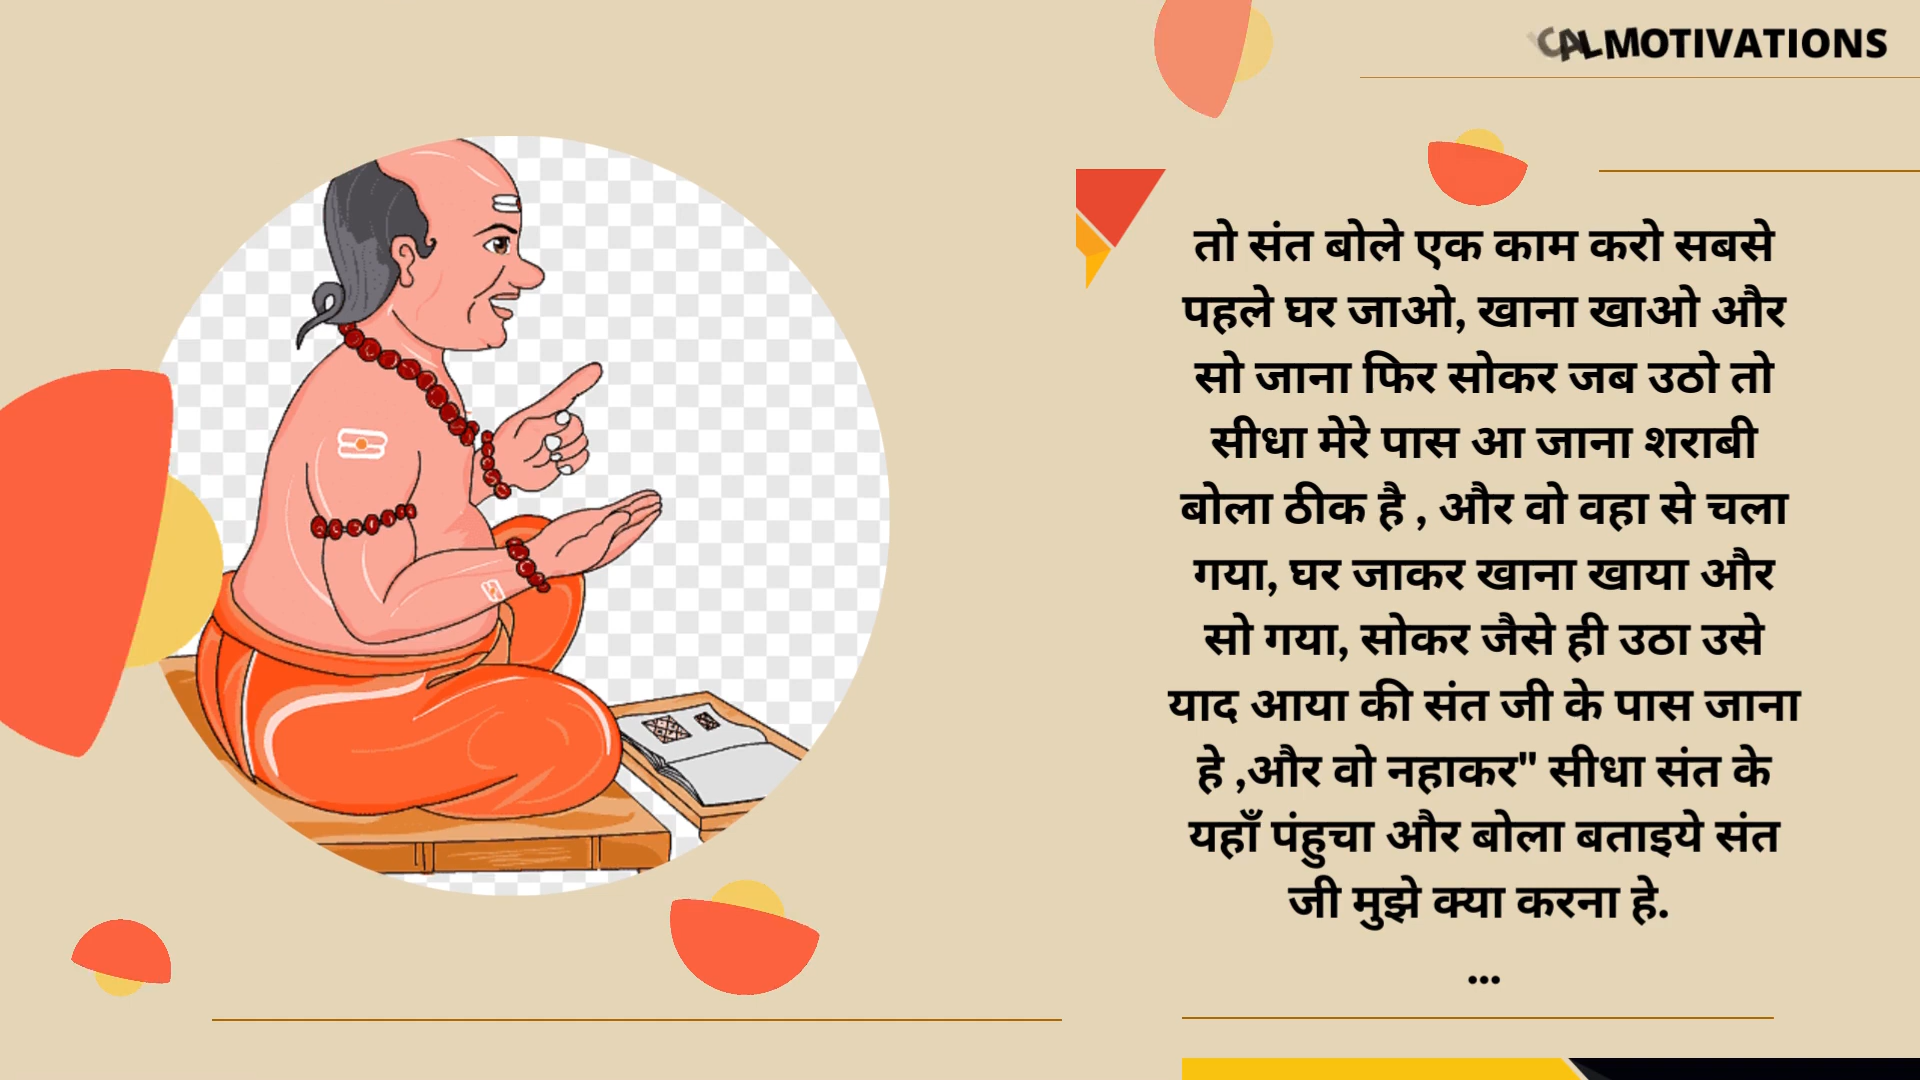 CALMOTIVATIONS
तो संत बोले एक काम करो सबसे
पहले घर जाओ, खाना खाओ और
सो जाना फिर सोकर जब उठो तो
सीधा मेरे पास आ जाना शराबी
बोला ठीक है , और वो वहा से चला
गया, घर जाकर खाना खाया और
सो गया, सोकर जैसे ही उठा उसे
याद आया की संत जी के पास जाना
हे ,और वो नहाकर" सीधा संत के
यहाँ पंहुचा और बोला बताइये संत
जी मुझे क्या करना हे.
...